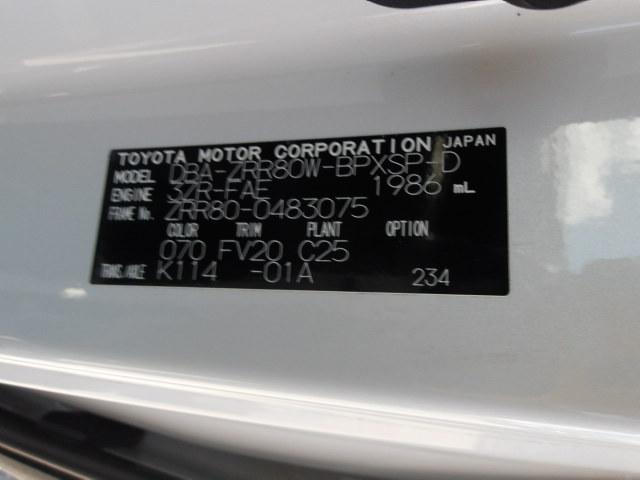 TOYOTA MOTOR CORPORATION JAPAN
MODEL DBA-ZRR80W-BPXSP-D
ENGINE 3ZR-FAE 1986 mL
FRAME No. ZRR80-0483075
COLOR TRIM PLANT OPTION
070 FV20 C25
TRANS/AXLE K114 -01A 234